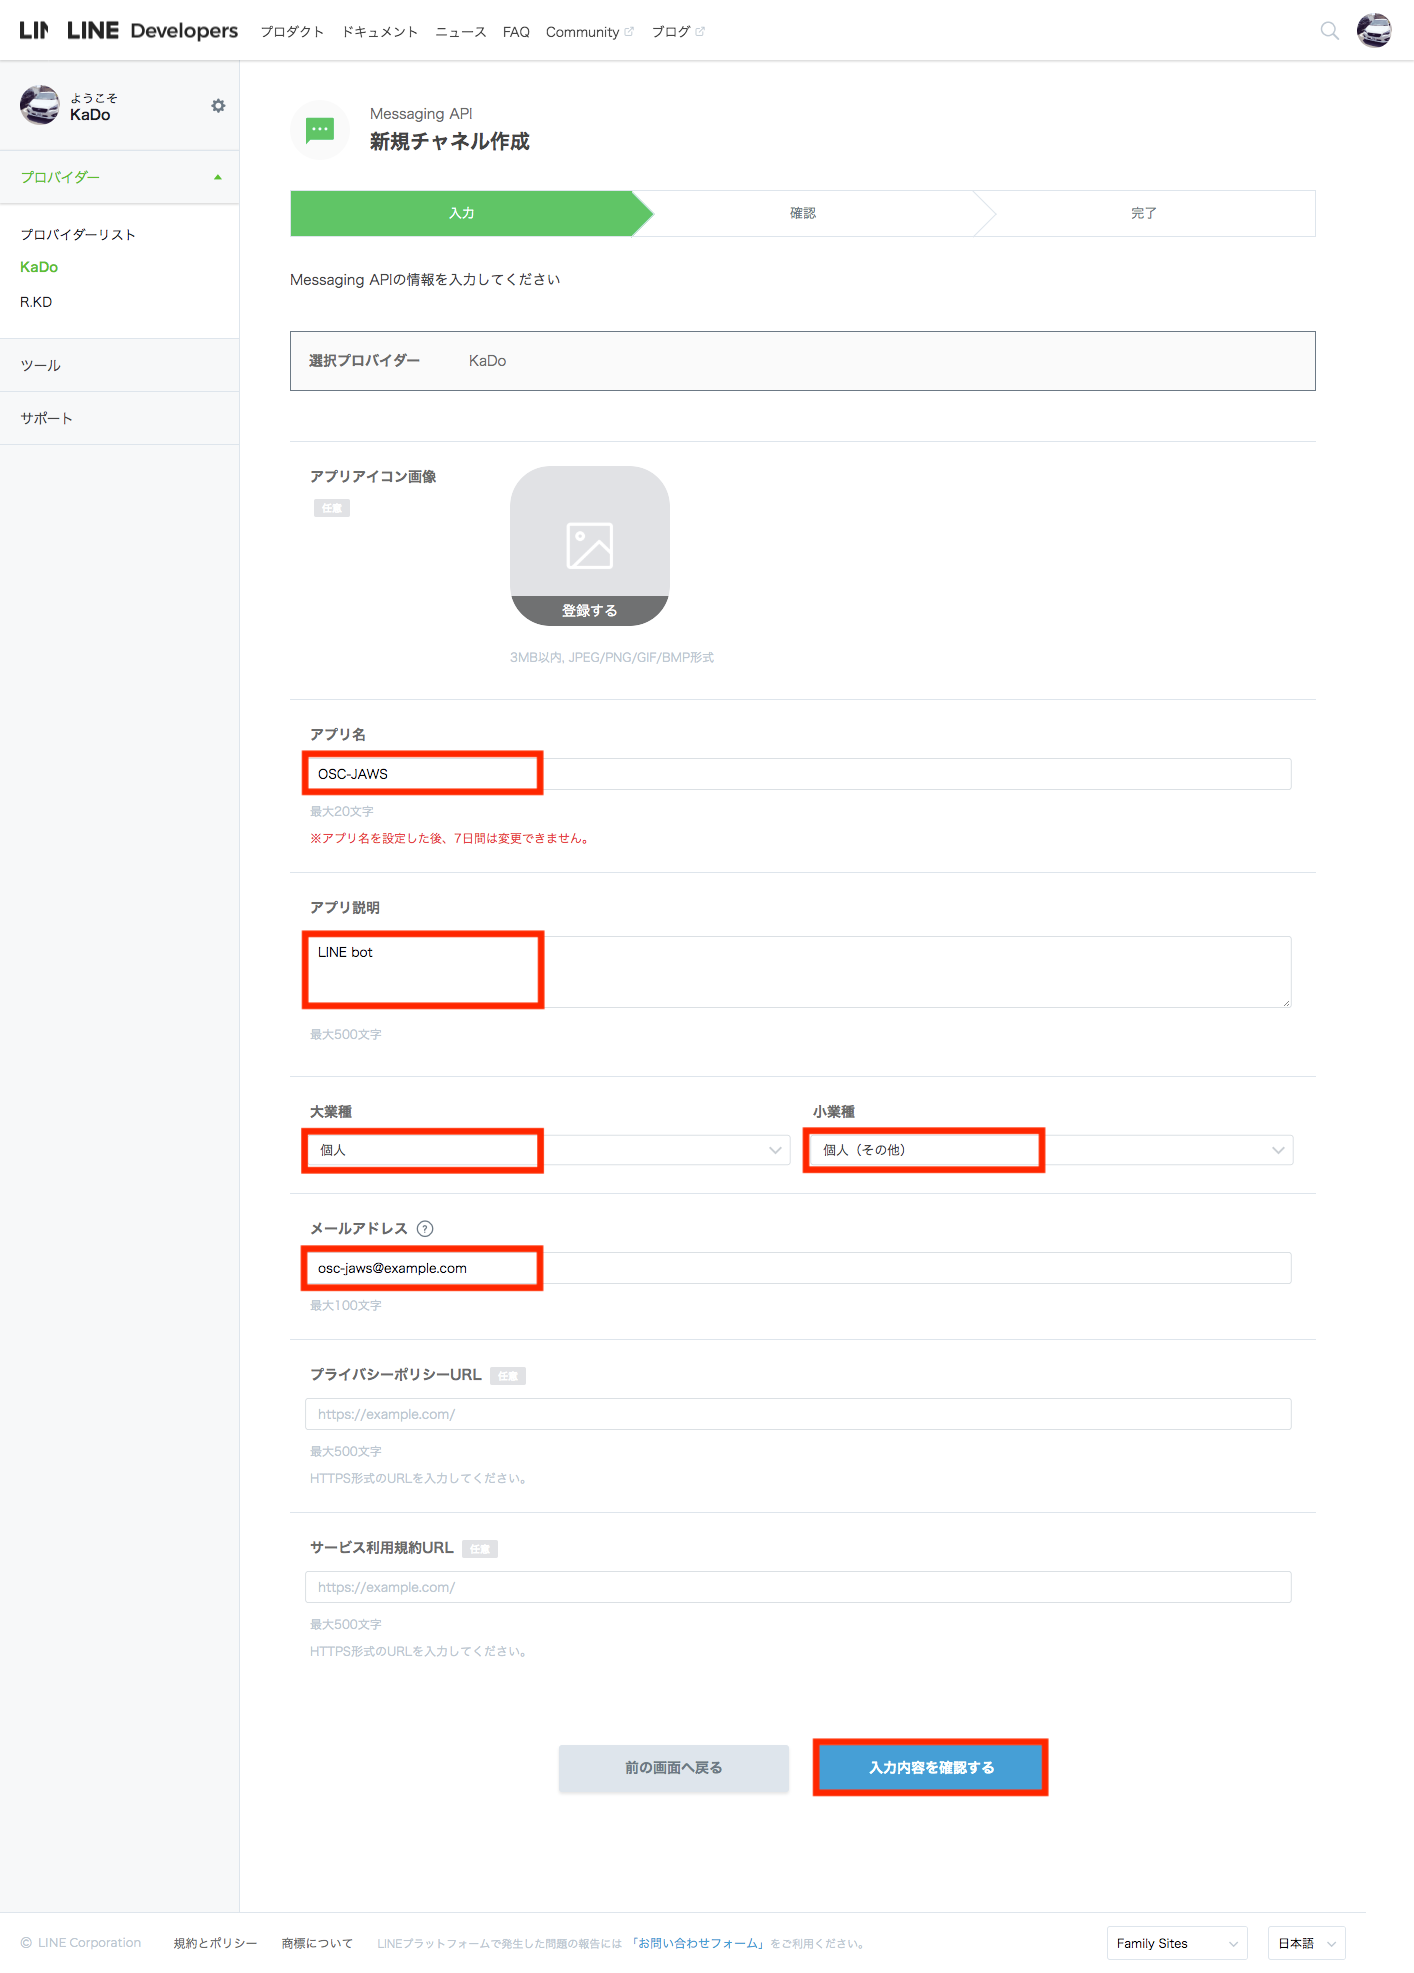 LIN LINE Developers プロダクト ドキュメント ニュース FAQ Community ブログ
ようこそ
KaDo
プロバイダー
プロバイダーリスト
KaDo
R.KD
ツール
サポート
Messaging API
新規チャネル作成
入力 確認 完了
Messaging APIの情報を入力してください
選択プロバイダー KaDo
アプリアイコン画像
任意
登録する
3MB以内, JPEG/PNG/GIF/BMP形式
アプリ名
OSC-JAWS
最大20文字
※アプリ名を設定した後、7日間は変更できません。
アプリ説明
LINE bot
最大500文字
大業種 小業種
個人 個人（その他）
メールアドレス ?
osc-jaws@example.com
最大100文字
プライバシーポリシーURL 任意
https://example.com/
最大500文字
HTTPS形式のURLを入力してください。
サービス利用規約URL 任意
https://example.com/
最大500文字
HTTPS形式のURLを入力してください。
前の画面へ戻る 入力内容を確認する
© LINE Corporation 規約とポリシー 商標について LINEプラットフォームで発生した問題の報告には「お問い合わせフォーム」をご利用ください。 Family Sites 日本語